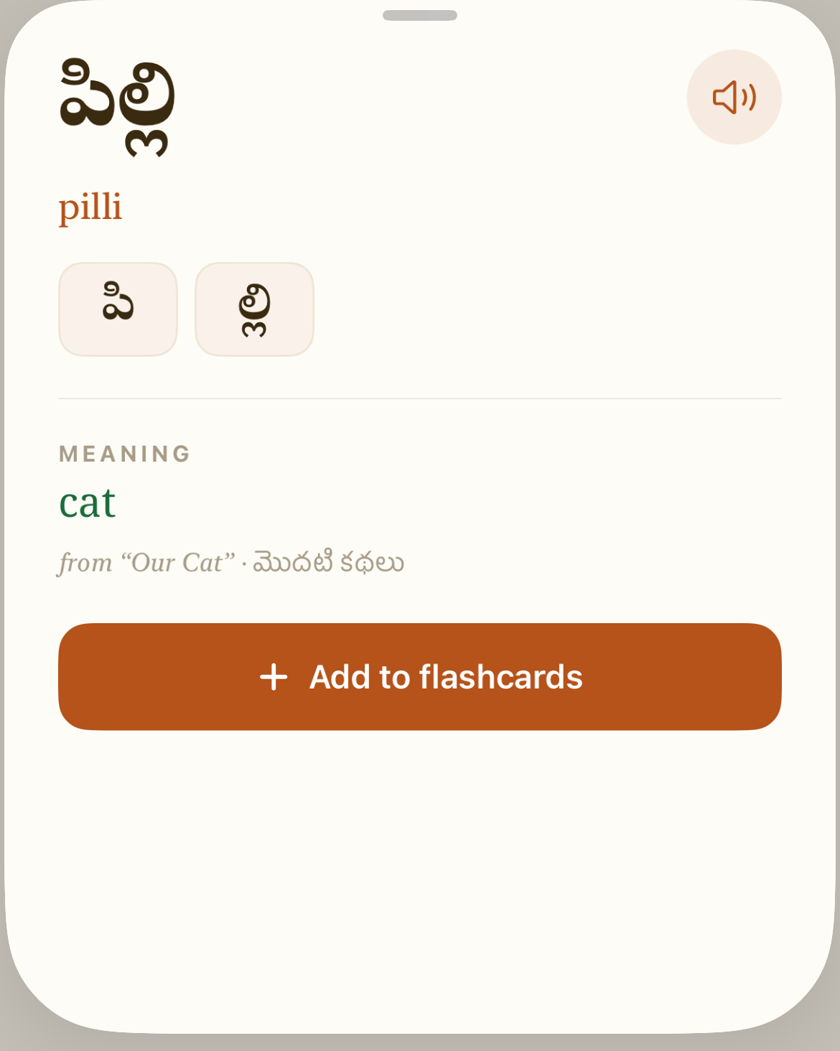 పిల్లి
pilli
పి ల్లి
MEANING
cat
from “Our Cat” · మొదటి కథలు
Add to flashcards